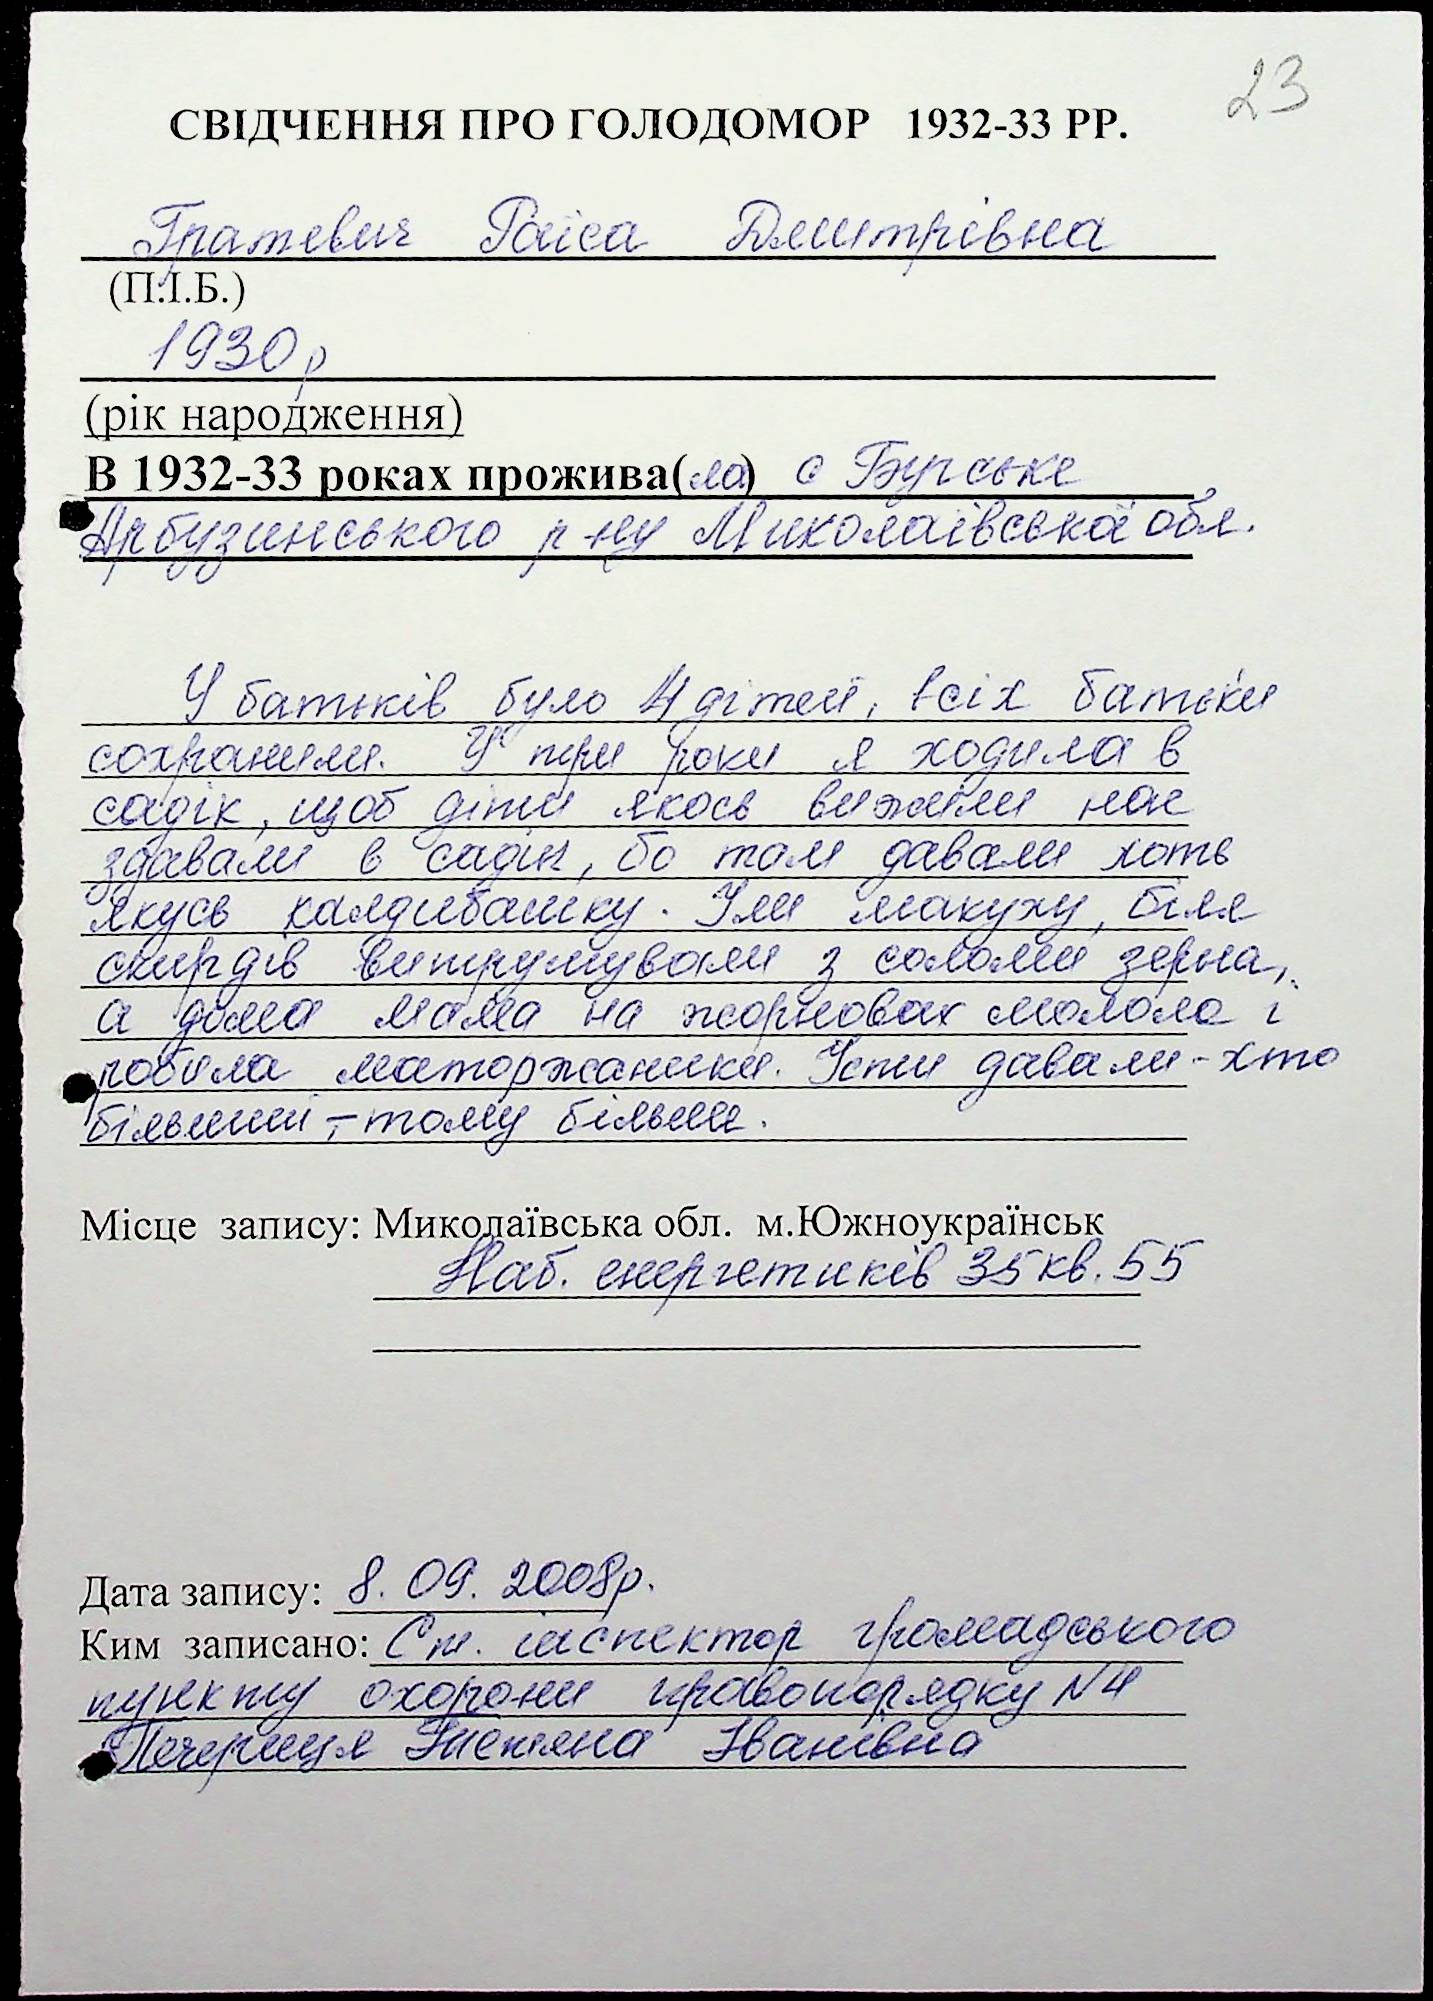 23
СВІДЧЕННЯ ПРО ГОЛОДОМОР 1932-33 РР.
Гратевич Раїса Дмитрівна
(П.І.Б.)
1930 р
(рік народження)
В 1932-33 роках прожива(ла) с Бузське
Арбузинського р-ну Миколаївської обл.
У батьків було 4 дітей, всіх батьки
сохранили. У три роки я ходила в
садік, щоб діти якось вижили нас
здавали в садік, бо там давали хоть
якусь калдибашку. Їли макуху, біля
скирдів витрушували з соломи зерна,
а дома мама на жорновах молола і
робила маторжаники. Їсти давали - хто
більший, - тому більше.
Місце запису: Миколаївська обл. м.Южноукраїнськ
Наб. енергетиків 35 кв. 55
Дата запису: 8. 09. 2008р.
Ким записано: Ст. інспектор громадського
пункту охорони правопорядку №4
Печериця Тетяна Іванівна